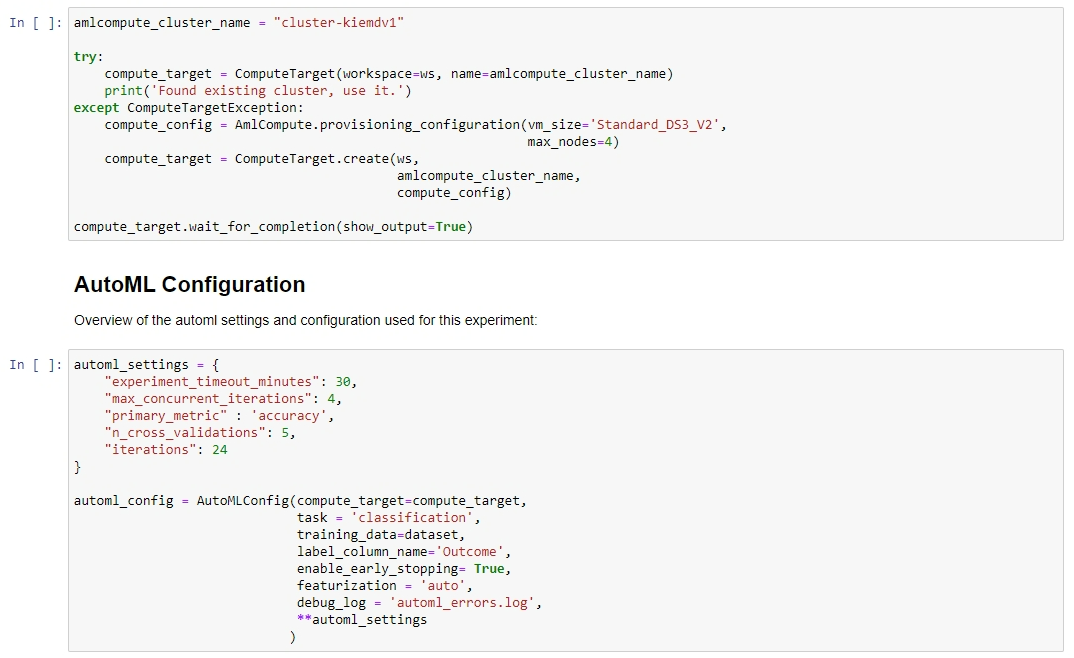 In [ ]: amlcompute_cluster_name = "cluster-kiemdv1"
try:
    compute_target = ComputeTarget(workspace=ws, name=amlcompute_cluster_name)
    print('Found existing cluster, use it.')
except ComputeTargetException:
    compute_config = AmlCompute.provisioning_configuration(vm_size='Standard_DS3_V2',
                                                           max_nodes=4)
    compute_target = ComputeTarget.create(ws,
                                          amlcompute_cluster_name,
                                          compute_config)
compute_target.wait_for_completion(show_output=True)
AutoML Configuration
Overview of the automl settings and configuration used for this experiment:
In [ ]: automl_settings = {
    "experiment_timeout_minutes": 30,
    "max_concurrent_iterations": 4,
    "primary_metric" : 'accuracy',
    "n_cross_validations": 5,
    "iterations": 24
}
automl_config = AutoMLConfig(compute_target=compute_target,
                             task = 'classification',
                             training_data=dataset,
                             label_column_name='Outcome',
                             enable_early_stopping= True,
                             featurization = 'auto',
                             debug_log = 'automl_errors.log',
                             **automl_settings
                            )